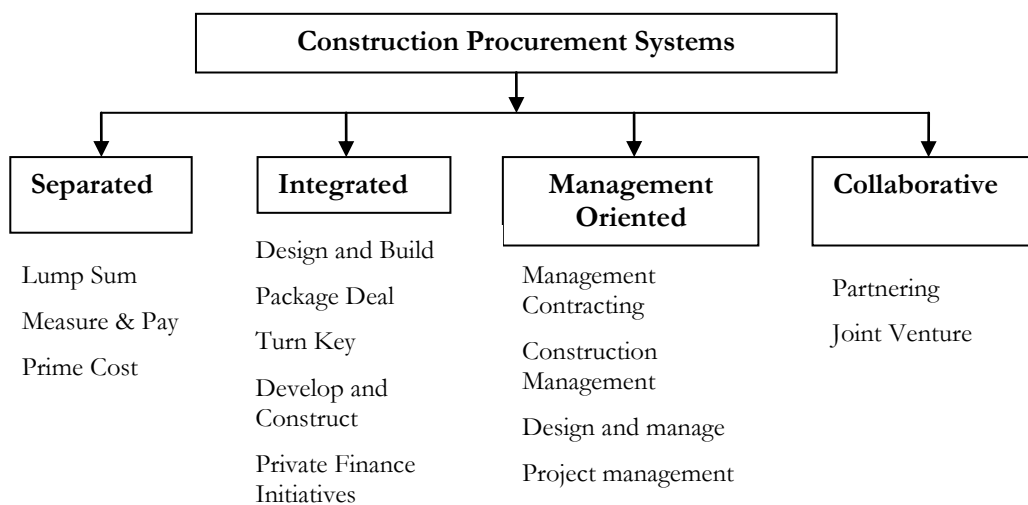 Construction Procurement Systems
Separated
Lump Sum
Measure & Pay
Prime Cost
Integrated
Design and Build
Package Deal
Turn Key
Develop and
Construct
Private Finance
Initiatives
Management
Oriented
Management
Contracting
Construction
Management
Design and manage
Project management
Collaborative
Partnering
Joint Venture